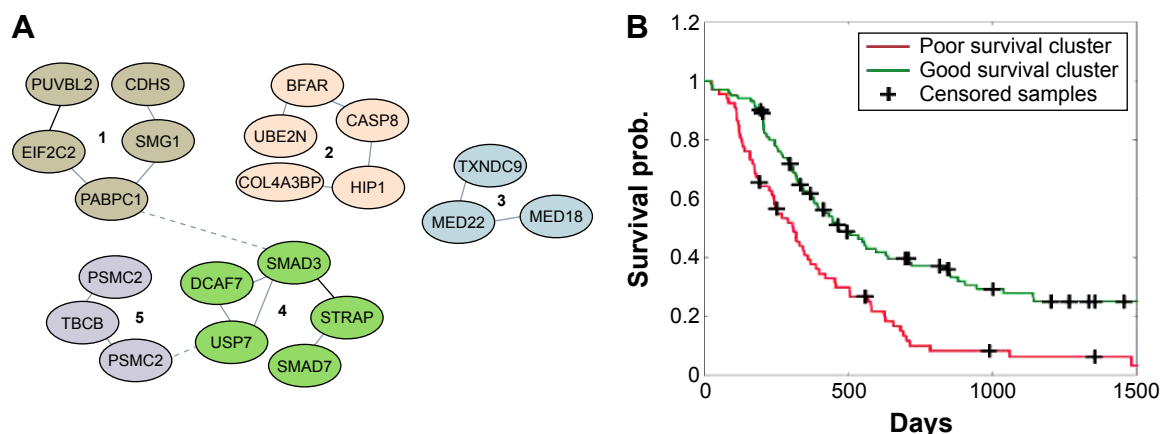 A
PUVBL2
CDHS
EIF2C2
1
SMG1
PABPC1
BFAR
CASP8
UBE2N
2
COL4A3BP
HIP1
TXNDC9
3
MED22
MED18
SMAD3
DCAF7
4
STRAP
USP7
SMAD7
PSMC2
TBCB
5
PSMC2
B
1.2
1
0.8
0.6
0.4
0.2
0
Survival prob.
Poor survival cluster
Good survival cluster
Censored samples
0
500
1000
1500
Days